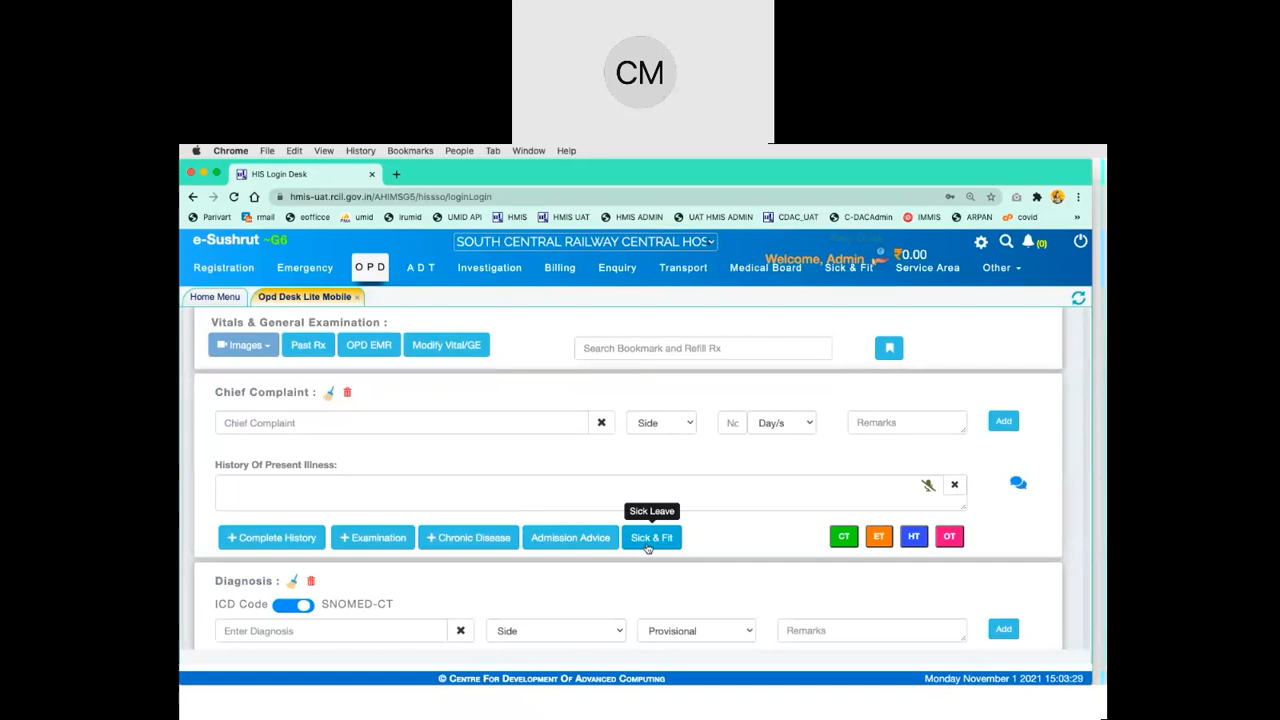 CM
Chrome File Edit View History Bookmarks People Tab Window Help
HIS Login Desk
hmis-uat.rcil.gov.in/AHIMSG5/hissso/loginLogin
Parivart rmail eofficce umid irumid UMID API HMIS HMIS UAT HMIS ADMIN UAT HMIS ADMIN CDAC_UAT C-DACAdmin IMMIS ARPAN covid »
e-Sushrut ~G6 SOUTH CENTRAL RAILWAY CENTRAL HOS (0)
Welcome, Admin ₹0.00
Registration Emergency OPD ADT Investigation Billing Enquiry Transport Medical Board Sick & Fit Service Area Other
Home Menu Opd Desk Lite Mobile
Vitals & General Examination :
Images Past Rx OPD EMR Modify Vital/GE Search Bookmark and Refill Rx
Chief Complaint :
Chief Complaint Side Nc Day/s Remarks Add
History Of Present Illness:
Sick Leave
+ Complete History + Examination + Chronic Disease Admission Advice Sick & Fit CT ET HT OT
Diagnosis :
ICD Code SNOMED-CT
Enter Diagnosis Side Provisional Remarks Add
© CENTRE FOR DEVELOPMENT OF ADVANCED COMPUTING Monday November 1 2021 15:03:29